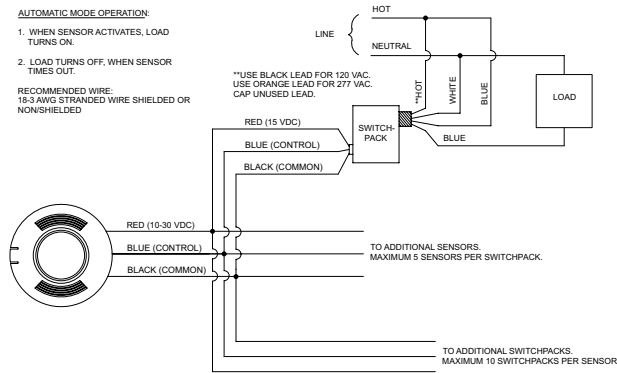 AUTOMATIC MODE OPERATION:
1. WHEN SENSOR ACTIVATES, LOAD
TURNS ON.
2. LOAD TURNS OFF, WHEN SENSOR
TIMES OUT.
RECOMMENDED WIRE:
18-3 AWG STRANDED WIRE SHIELDED OR
NON/SHIELDED
HOT
LINE
NEUTRAL
**USE BLACK LEAD FOR 120 VAC.
USE ORANGE LEAD FOR 277 VAC.
CAP UNUSED LEAD.
**HOT
WHITE
BLUE
LOAD
RED (15 VDC)
SWITCH-
PACK
BLUE
BLUE (CONTROL)
BLACK (COMMON)
RED (10-30 VDC)
BLUE (CONTROL)
BLACK (COMMON)
TO ADDITIONAL SENSORS.
MAXIMUM 5 SENSORS PER SWITCHPACK.
TO ADDITIONAL SWITCHPACKS.
MAXIMUM 10 SWITCHPACKS PER SENSOR